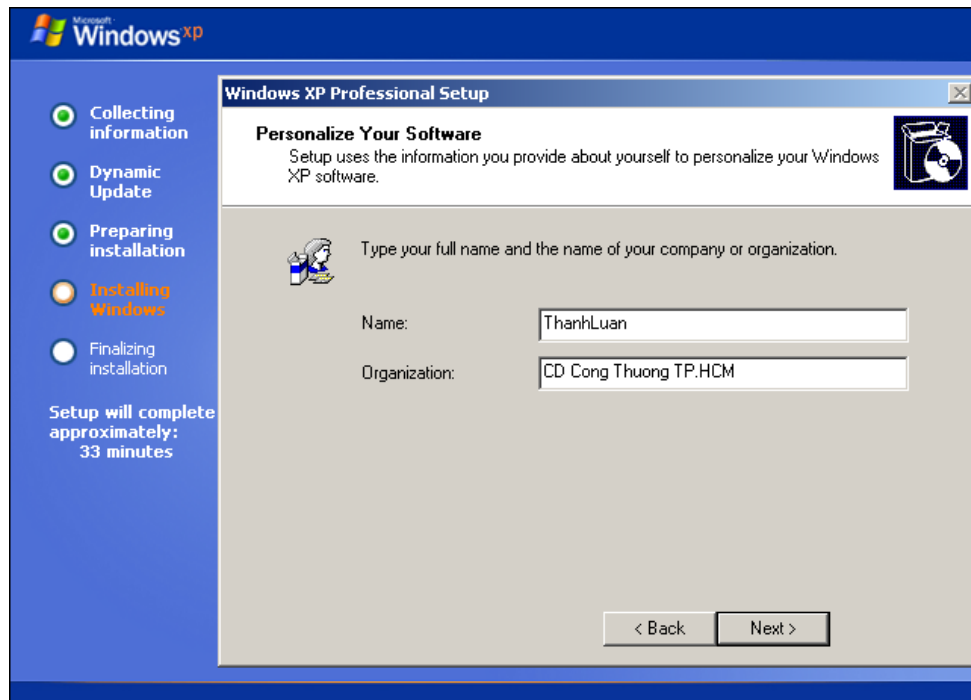 Microsoft
Windows xp
Collecting
information
Dynamic
Update
Preparing
installation
Installing
Windows
Finalizing
installation
Setup will complete
approximately:
33 minutes
Windows XP Professional Setup
Personalize Your Software
Setup uses the information you provide about yourself to personalize your Windows
XP software.
Type your full name and the name of your company or organization.
Name: ThanhLuan
Organization: CD Cong Thuong TP.HCM
< Back Next >